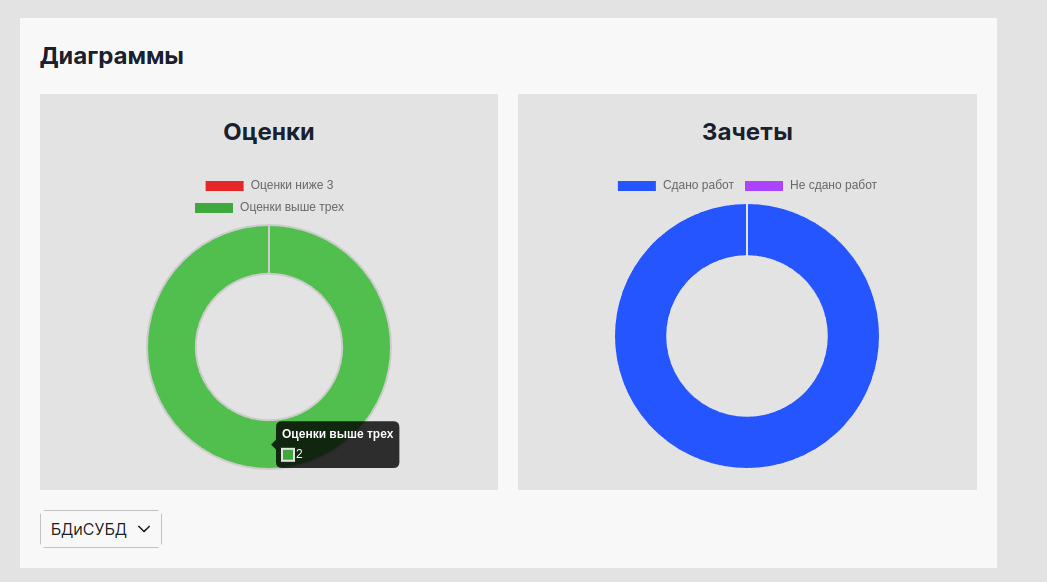 Диаграммы
Оценки
Оценки ниже 3
Оценки выше трех
Оценки выше трех
2
Зачеты
Сдано работ
Не сдано работ
БДиСУБД